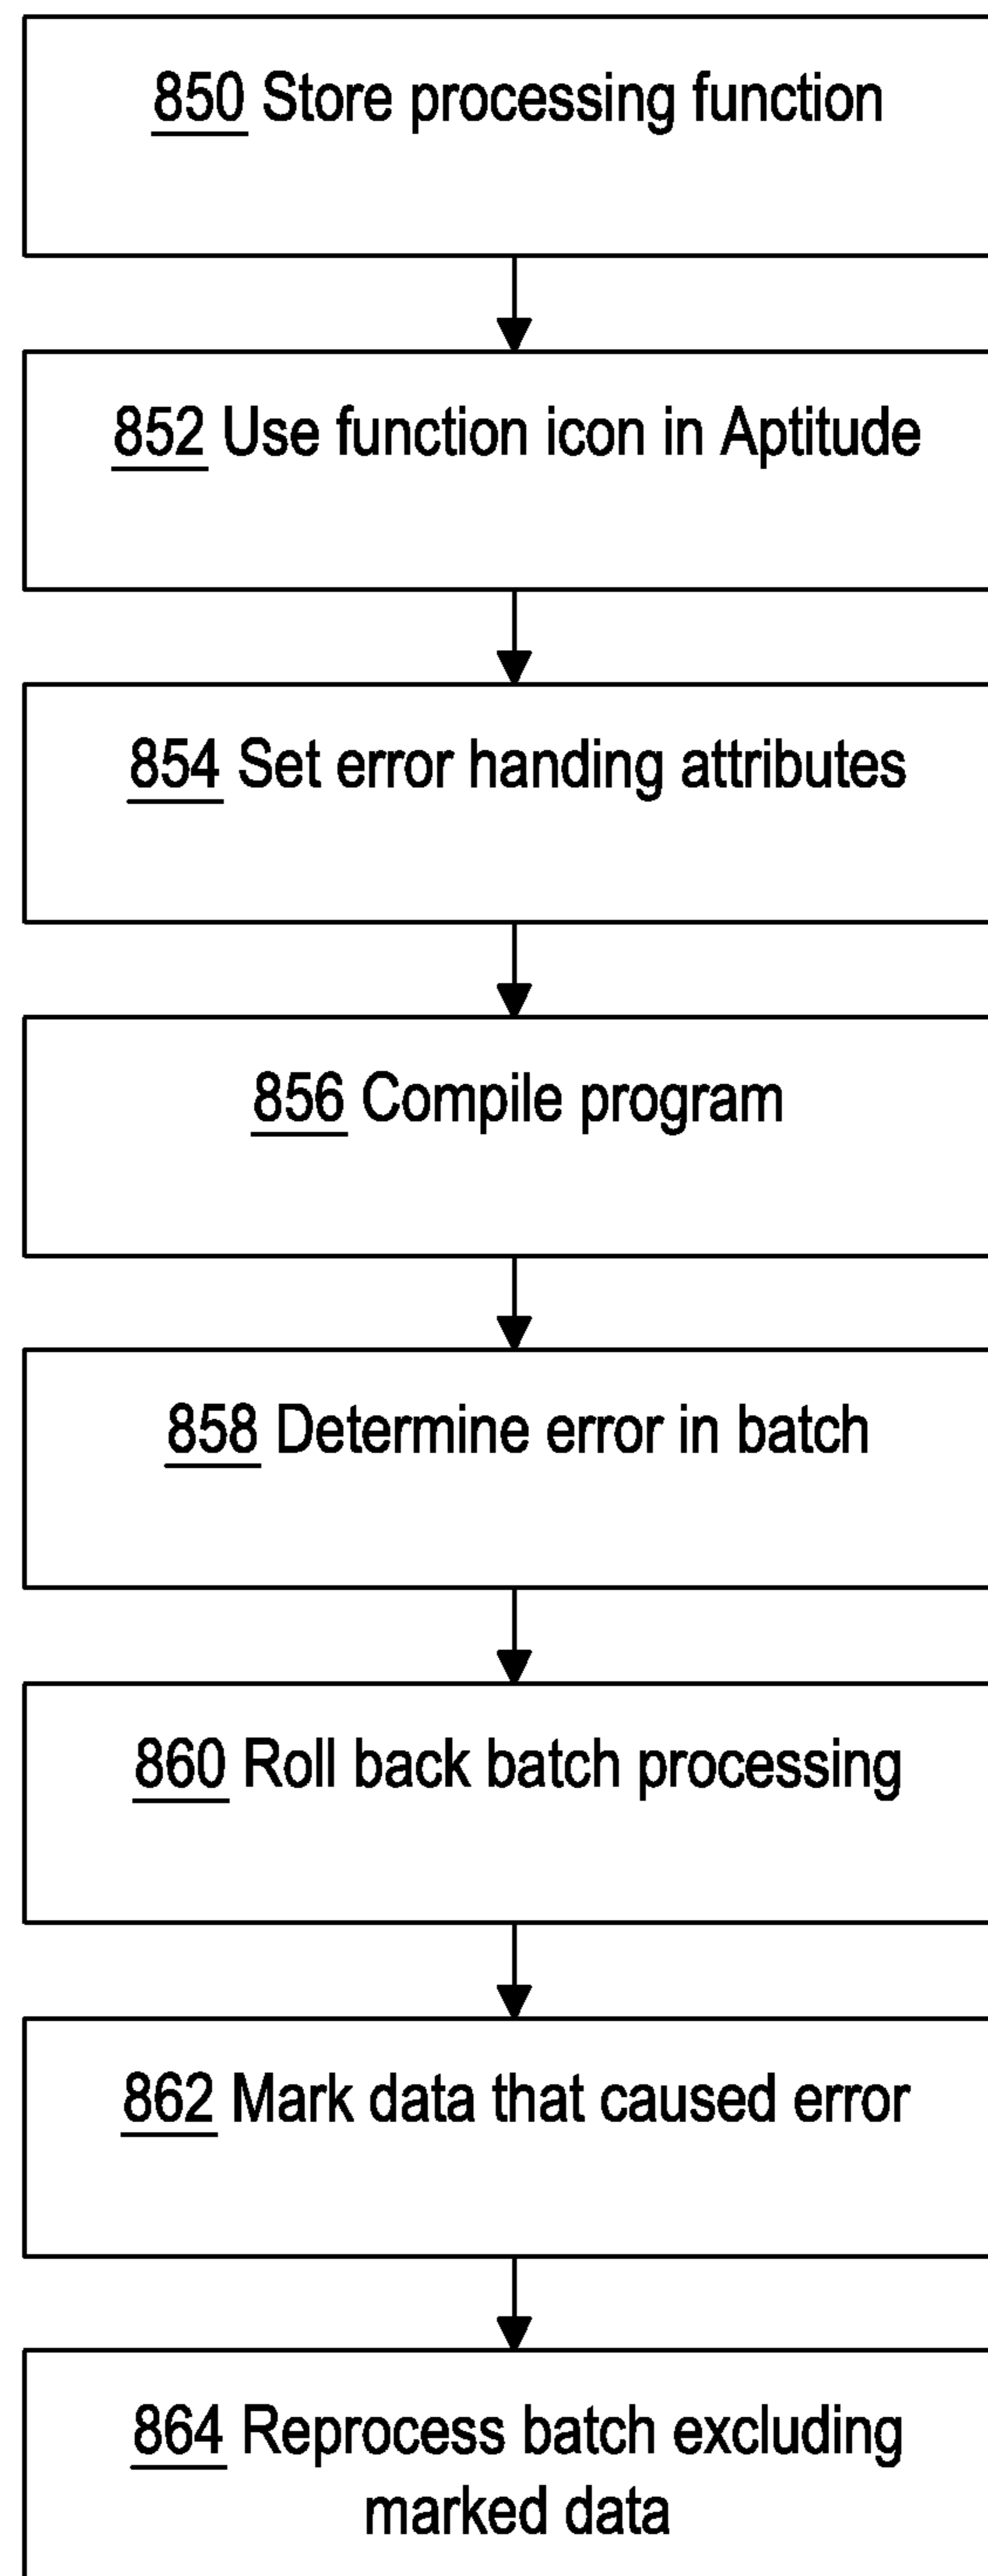 850 Store processing function
852 Use function icon in Aptitude
854 Set error handing attributes
856 Compile program
858 Determine error in batch
860 Roll back batch processing
862 Mark data that caused error
864 Reprocess batch excluding
marked data